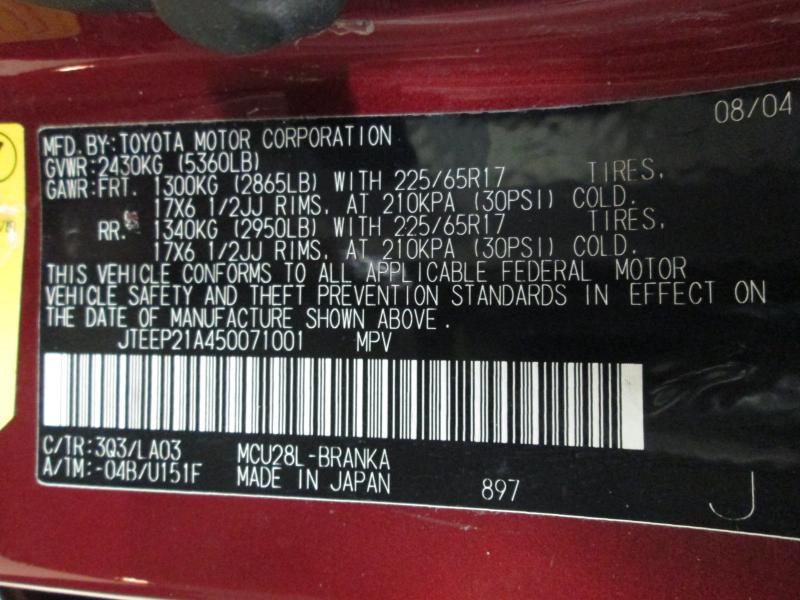 08/04
MFD. BY: TOYOTA MOTOR CORPORATION
GVWR: 2430KG (5360LB)
GAWR: FRT. 1300KG (2865LB) WITH 225/65R17 TIRES,
17X6 1/2JJ RIMS, AT 210KPA (30PSI) COLD.
RR. 1340KG (2950LB) WITH 225/65R17 TIRES,
17X6 1/2JJ RIMS, AT 210KPA (30PSI) COLD.
THIS VEHICLE CONFORMS TO ALL APPLICABLE FEDERAL MOTOR
VEHICLE SAFETY AND THEFT PREVENTION STANDARDS IN EFFECT ON
THE DATE OF MANUFACTURE SHOWN ABOVE.
JTEEP21A450071001 MPV
C/TR: 3Q3/LA03 MCU28L-BRANKA
A/TM: -04B/U151F MADE IN JAPAN 897 J